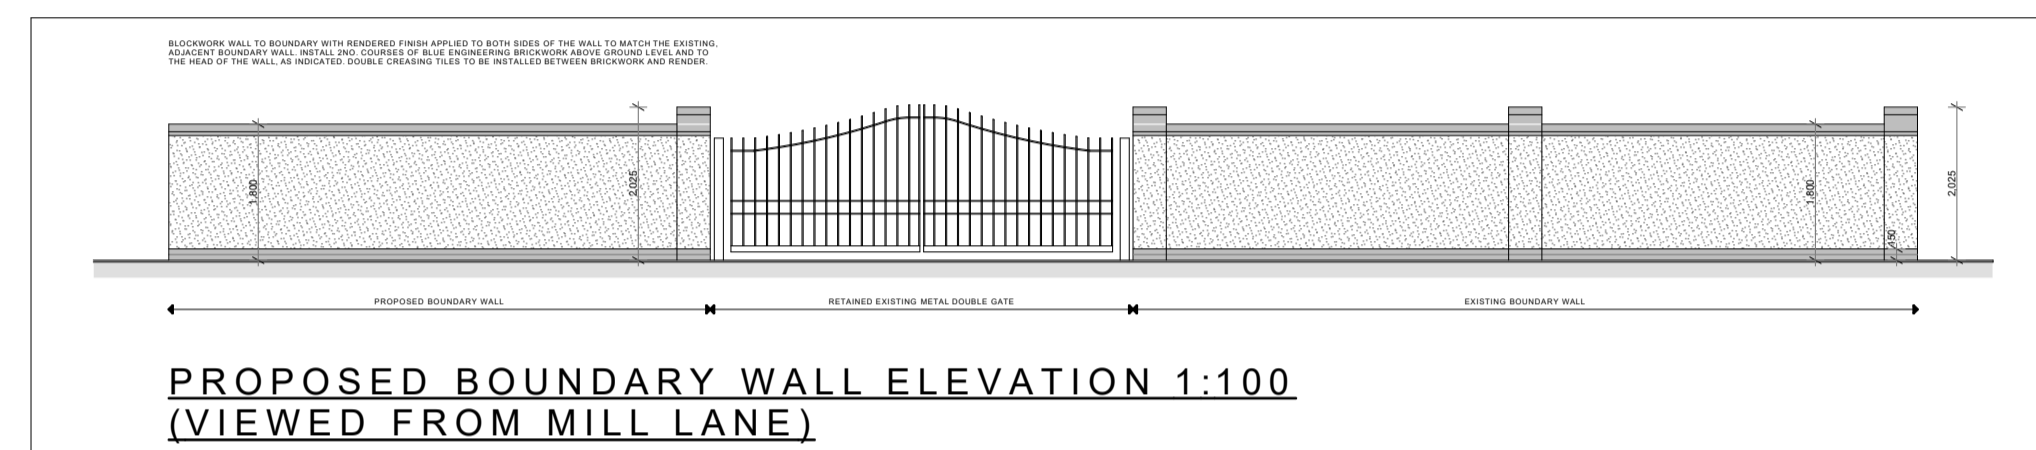 BLOCKWORK WALL TO BOUNDARY WITH RENDERED FINISH APPLIED TO BOTH SIDES OF THE WALL TO MATCH THE EXISTING,
ADJACENT BOUNDARY WALL. INSTALL 2NO. COURSES OF BLUE ENGINEERING BRICKWORK ABOVE GROUND LEVEL AND TO
THE HEAD OF THE WALL, AS INDICATED. DOUBLE CREASING TILES TO BE INSTALLED BETWEEN BRICKWORK AND RENDER.
1,800
2,025
1,800
150
2,025
PROPOSED BOUNDARY WALL
RETAINED EXISTING METAL DOUBLE GATE
EXISTING BOUNDARY WALL
PROPOSED BOUNDARY WALL ELEVATION 1:100
(VIEWED FROM MILL LANE)